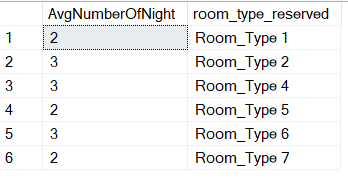 AvgNumberOfNight room_type_reserved
1 2 Room_Type 1
2 3 Room_Type 2
3 3 Room_Type 4
4 2 Room_Type 5
5 3 Room_Type 6
6 2 Room_Type 7